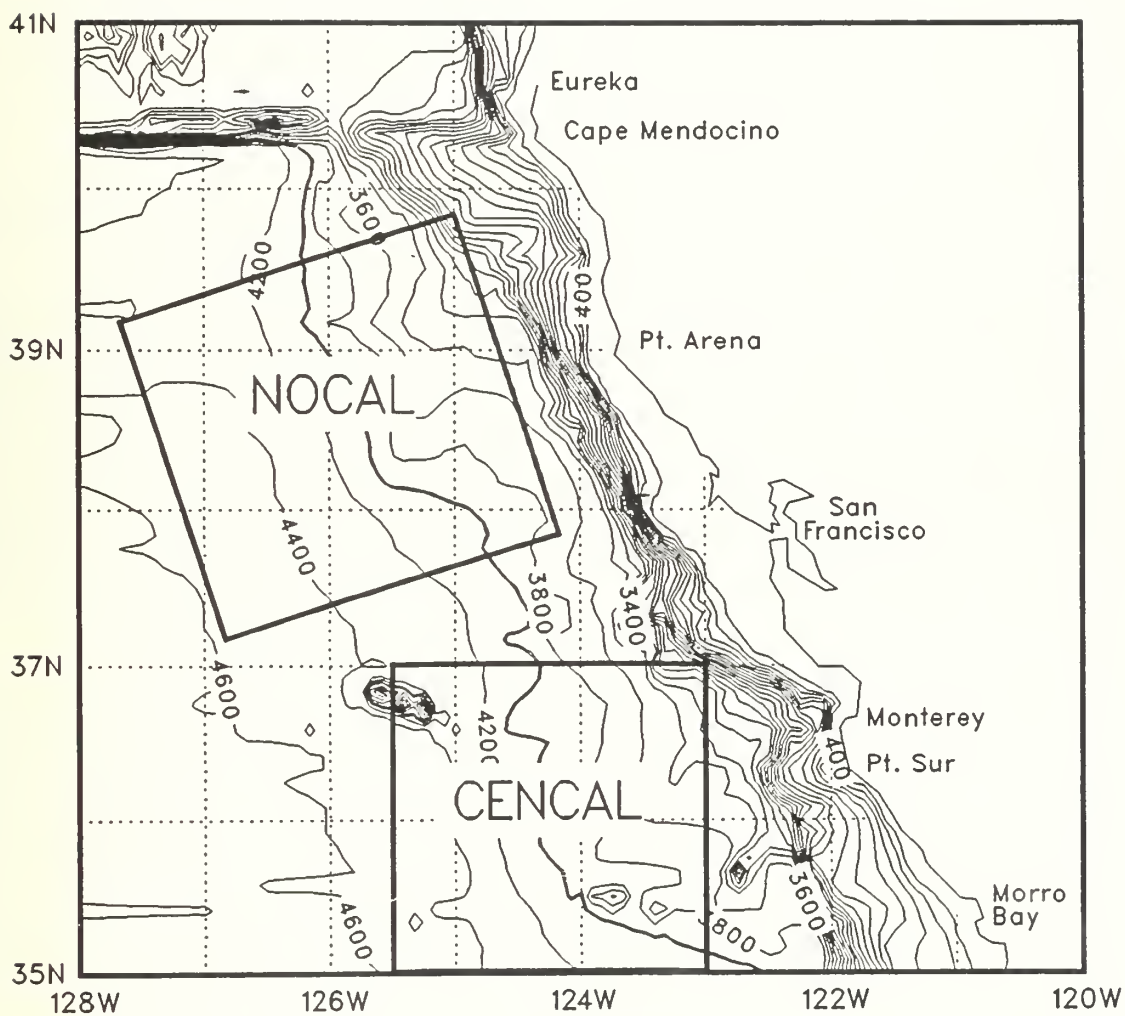 41N
Eureka
Cape Mendocino
360
4200
400
39N
Pt. Arena
NOCAL
San
Francisco
4400
3800
3400
37N
4600
4200
Monterey
400
Pt. Sur
CENCAL
4600
3800
3600
Morro
Bay
35N
128W
126W
124W
122W
120W